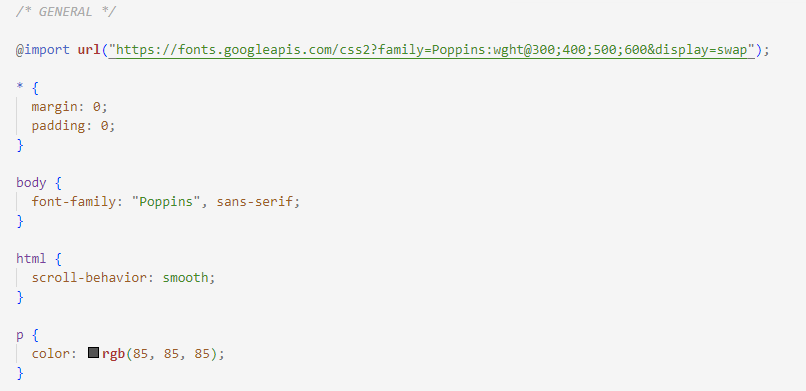 /* GENERAL */
@import url("https://fonts.googleapis.com/css2?family=Poppins:wght@300;400;500;600&display=swap");
* {
margin: 0;
padding: 0;
}
body {
font-family: "Poppins", sans-serif;
}
html {
scroll-behavior: smooth;
}
p {
color: rgb(85, 85, 85);
}